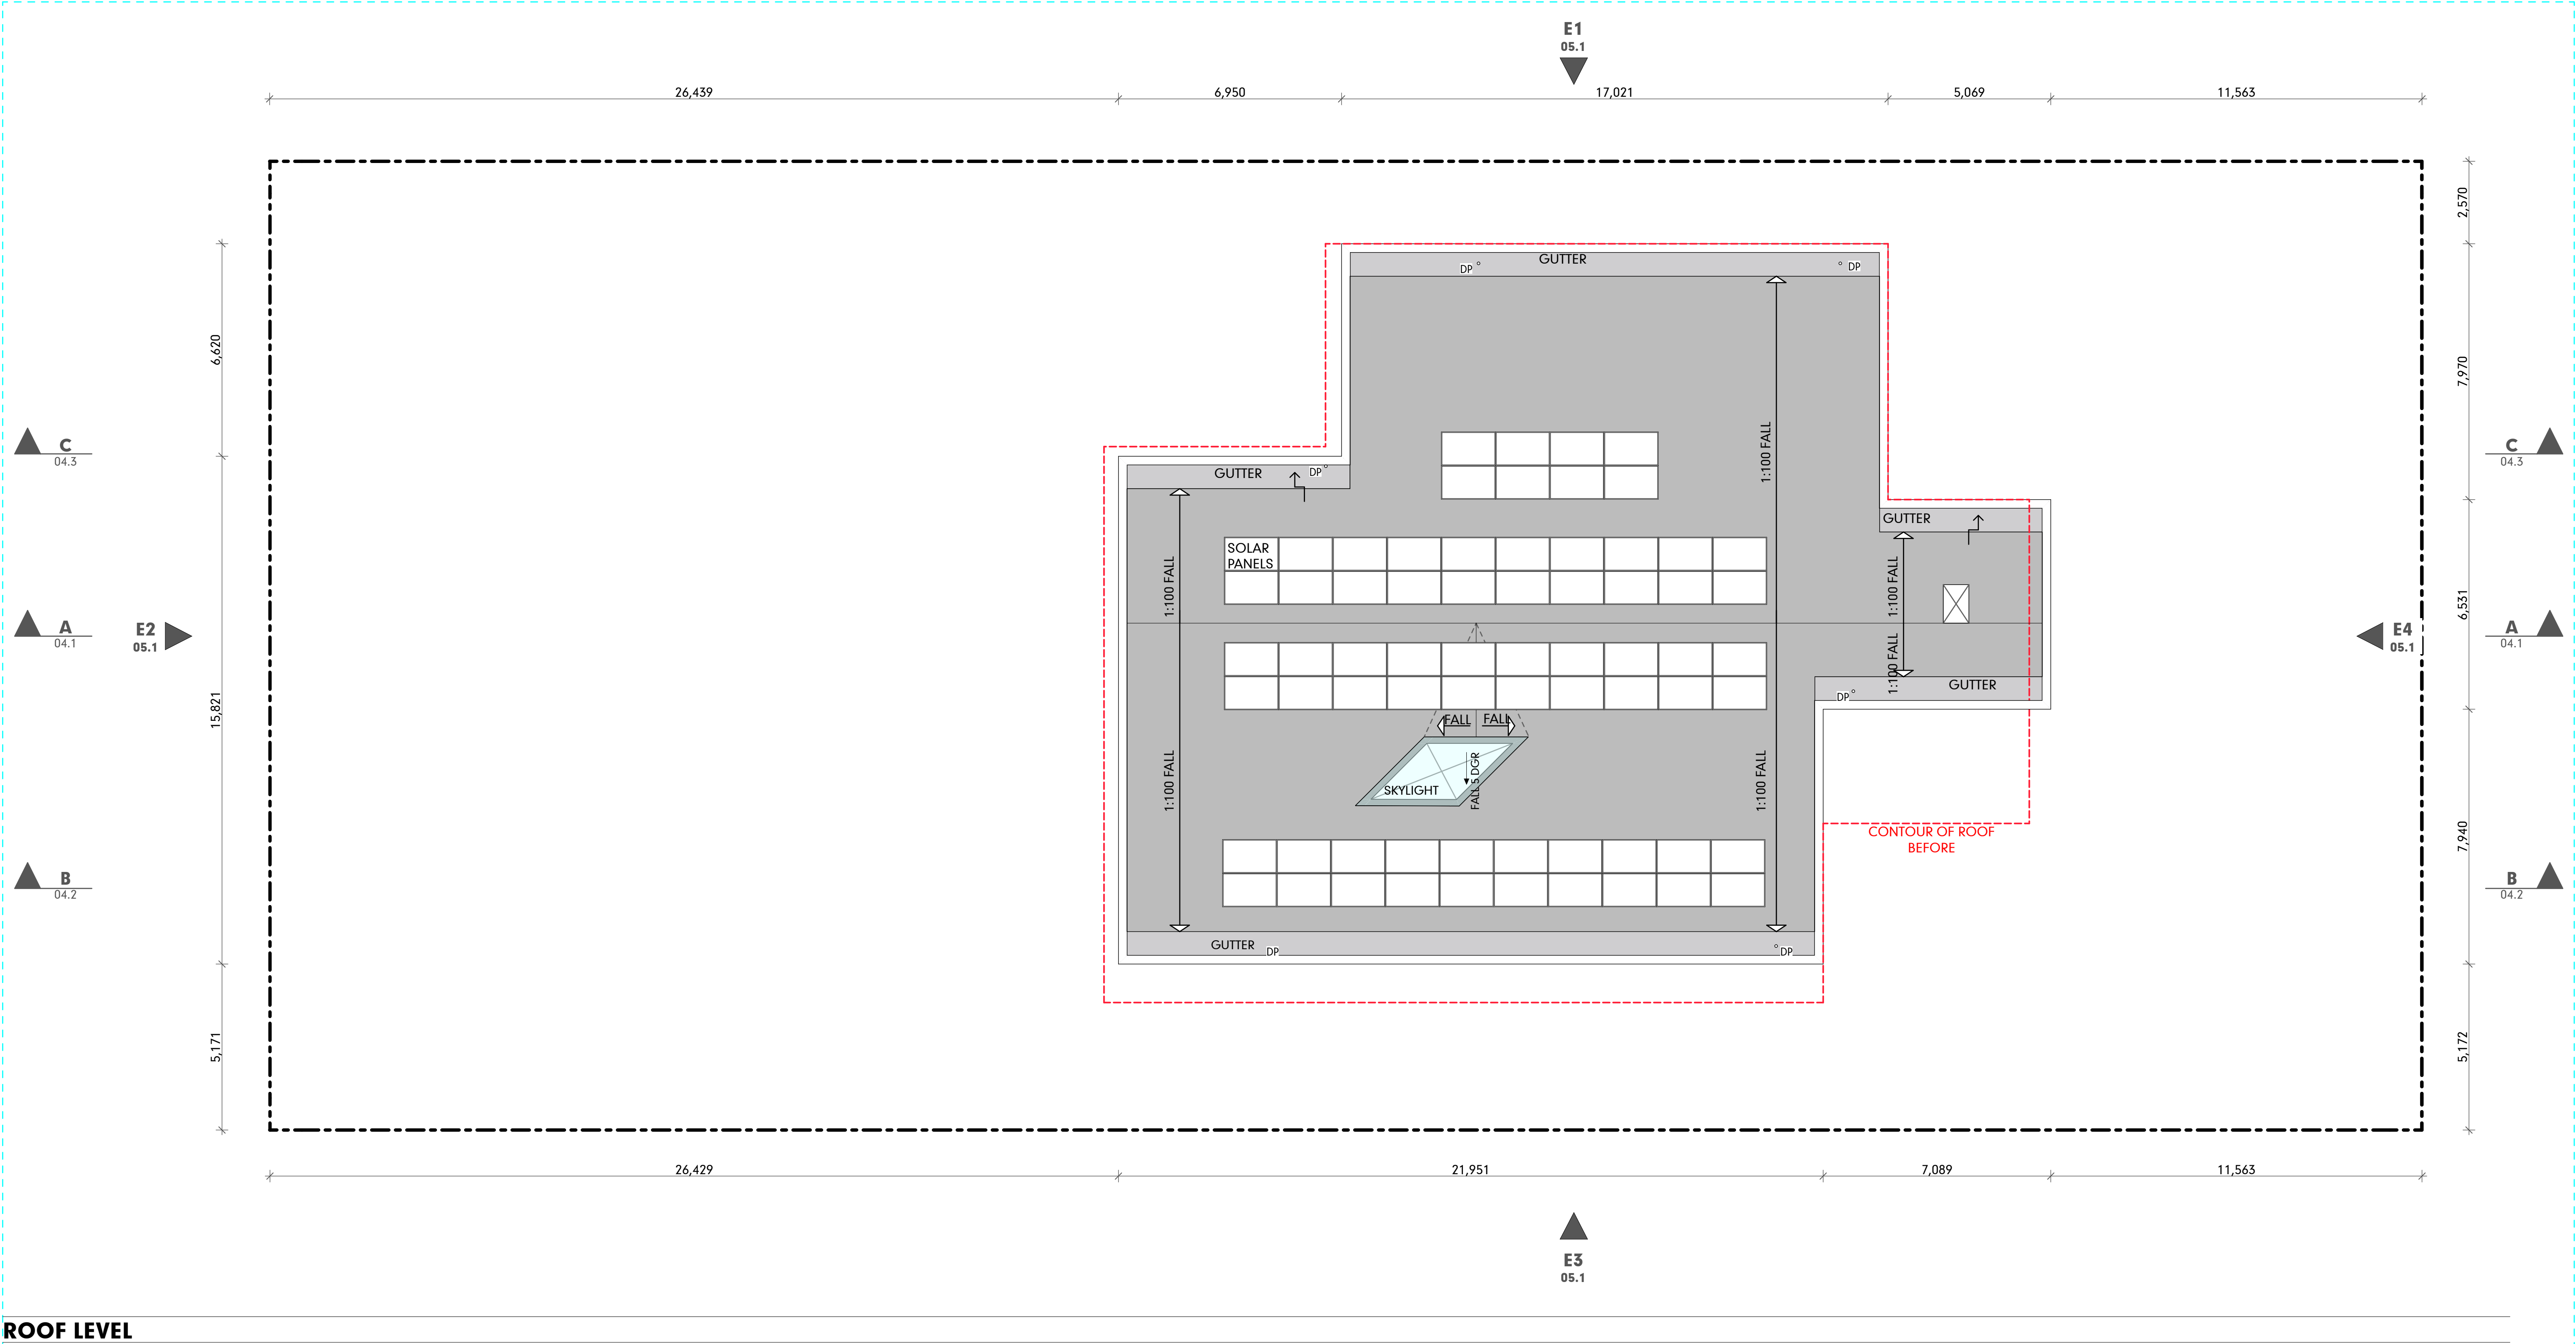 E1
05.1
26,439
6,950
17,021
5,069
11,563
2,570
GUTTER
DP
DP
6,620
7,970
1:100 FALL
C
04.3
C
04.3
GUTTER
DP
GUTTER
SOLAR
PANELS
1:100 FALL
1:100 FALL
6,531
A
04.1
E2
05.1
E4
05.1
A
04.1
1:100 FALL
GUTTER
DP
15,821
FALL
FALL
1:100 FALL
SKYLIGHT
FALL 5 DGR
1:100 FALL
CONTOUR OF ROOF
BEFORE
7,940
B
04.2
B
04.2
GUTTER
DP
DP
5,171
5,172
26,429
21,951
7,089
11,563
E3
05.1
ROOF LEVEL